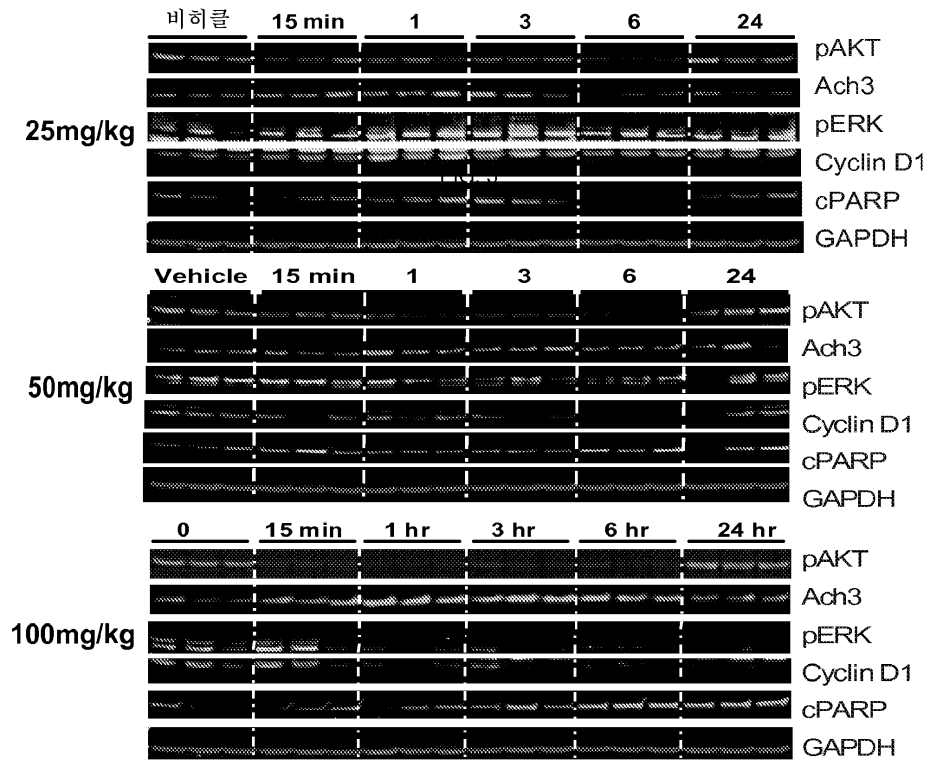 비히클 15 min 1 3 6 24
pAKT
Ach3
25mg/kg
pERK
Cyclin D1
cPARP
GAPDH
Vehicle 15 min 1 3 6 24
pAKT
Ach3
50mg/kg
pERK
Cyclin D1
cPARP
GAPDH
0 15 min 1 hr 3 hr 6 hr 24 hr
pAKT
Ach3
100mg/kg
pERK
Cyclin D1
cPARP
GAPDH